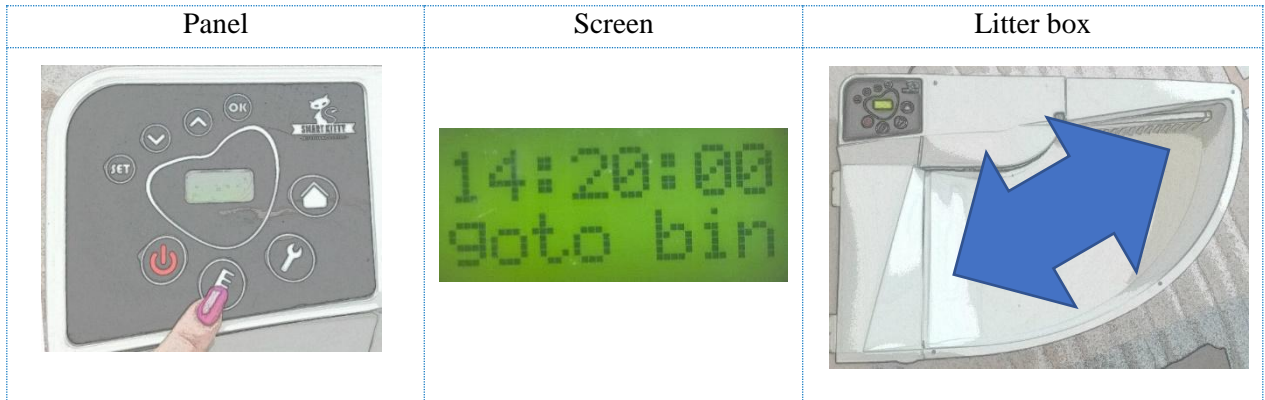 Panel
Screen
Litter box
OK
SMART KITTY
SET
14:20:00
goto bin